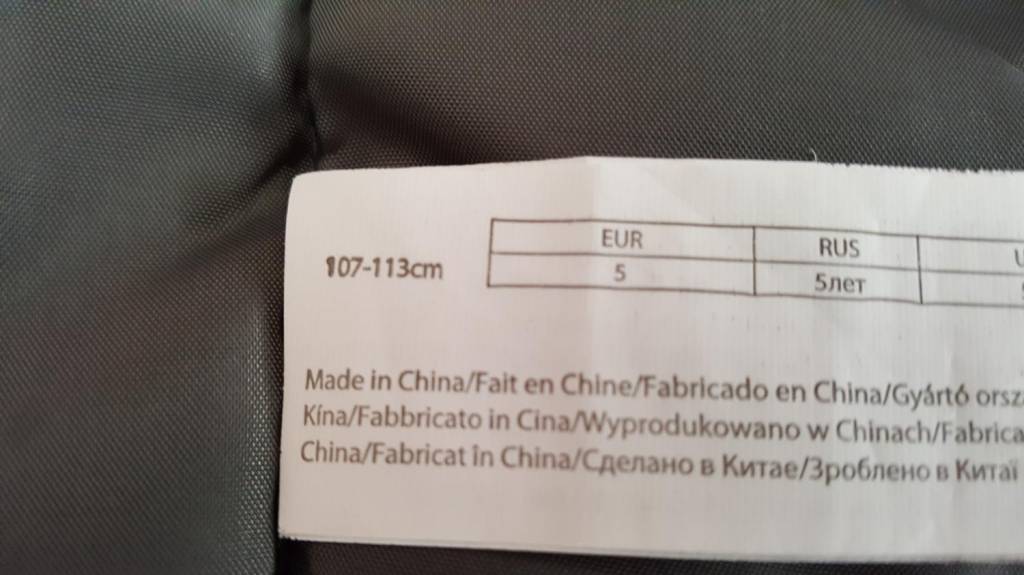 107-113cm
EUR RUS
5 5лет
Made in China/Fait en Chine/Fabricado en China/Gyártó
Kína/Fabbricato in Cina/Wyprodukowano w Chinach/
China/Fabricat în China/Сделано в Китае/Зроблено в Китаї